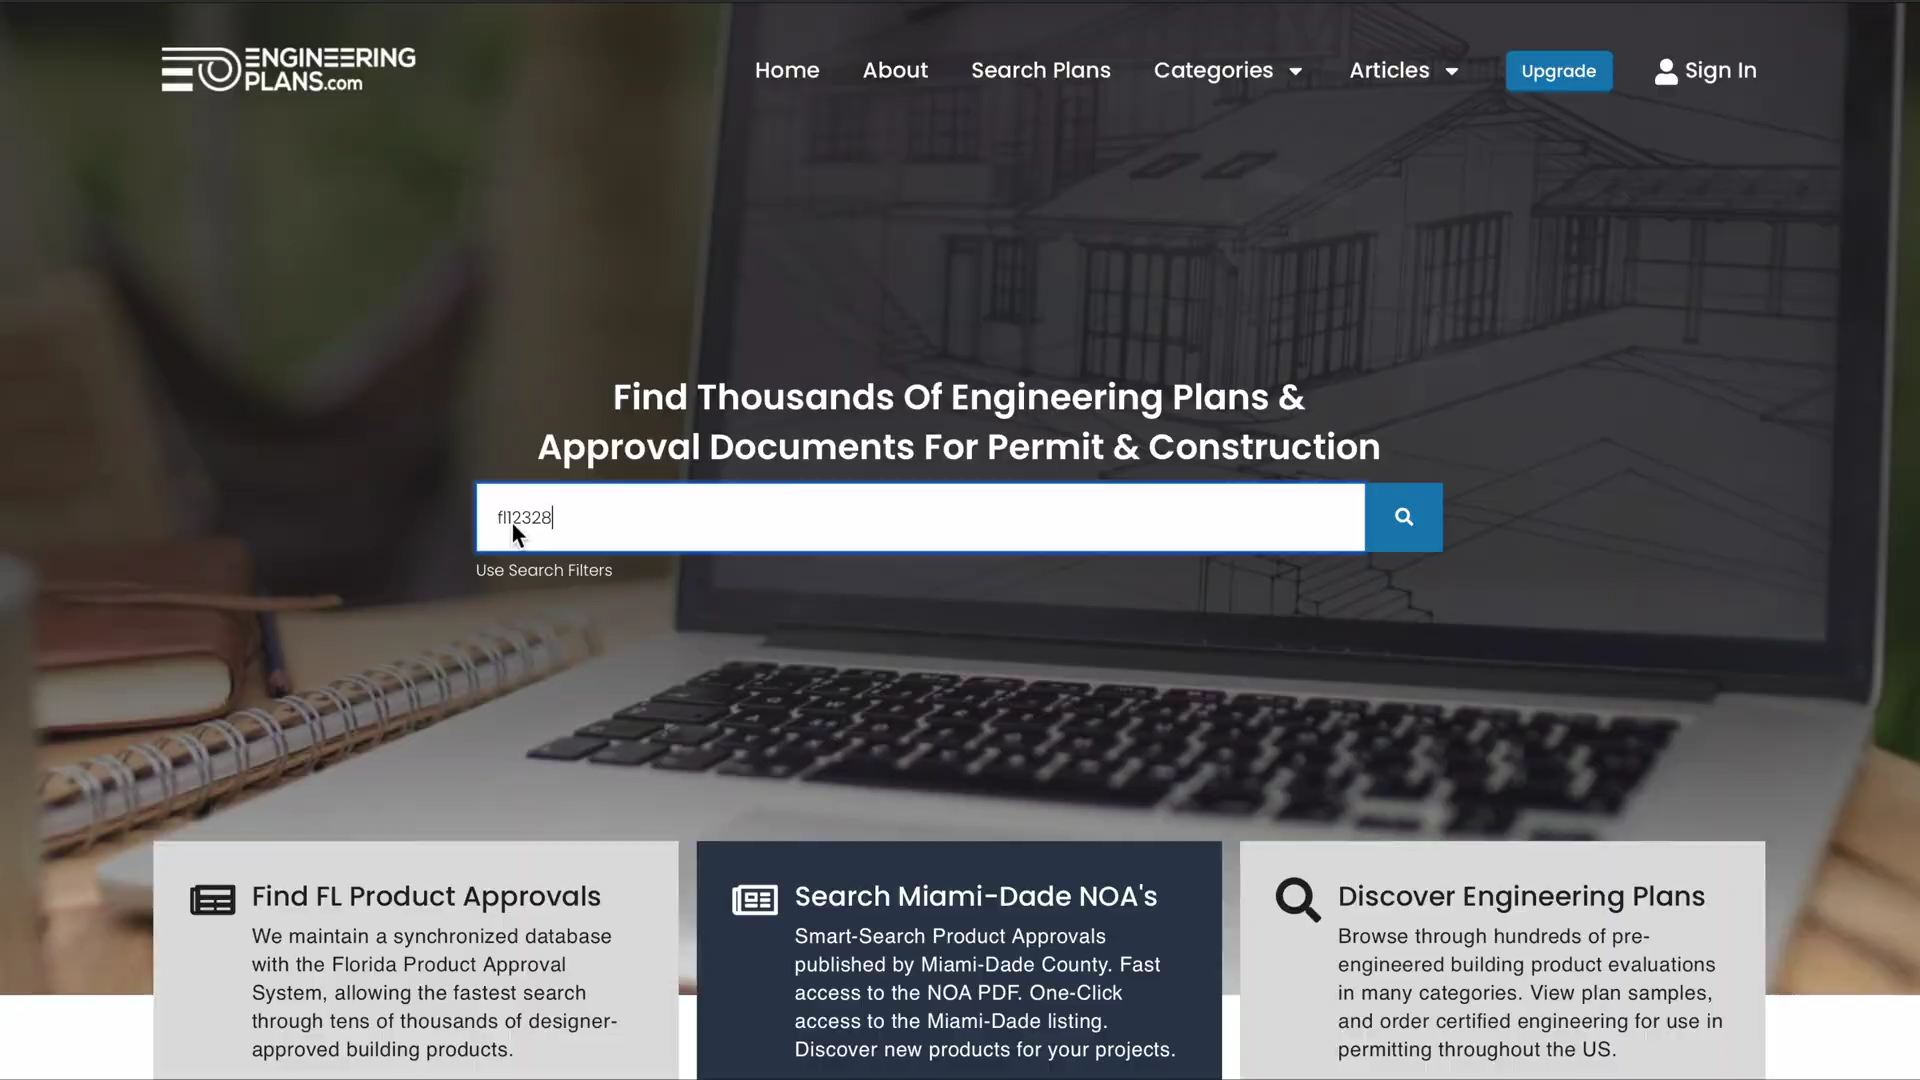 ENGINEERING
PLANS.com
Home
About
Search Plans
Categories
Articles
Upgrade
Sign In
Find Thousands Of Engineering Plans &
Approval Documents For Permit & Construction
fl12328
Use Search Filters
Find FL Product Approvals
We maintain a synchronized database
with the Florida Product Approval
System, allowing the fastest search
through tens of thousands of designer-
approved building products.
Search Miami-Dade NOA's
Smart-Search Product Approvals
published by Miami-Dade County. Fast
access to the NOA PDF. One-Click
access to the Miami-Dade listing.
Discover new products for your projects.
Discover Engineering Plans
Browse through hundreds of pre-
engineered building product evaluations
in many categories. View plan samples,
and order certified engineering for use in
permitting throughout the US.